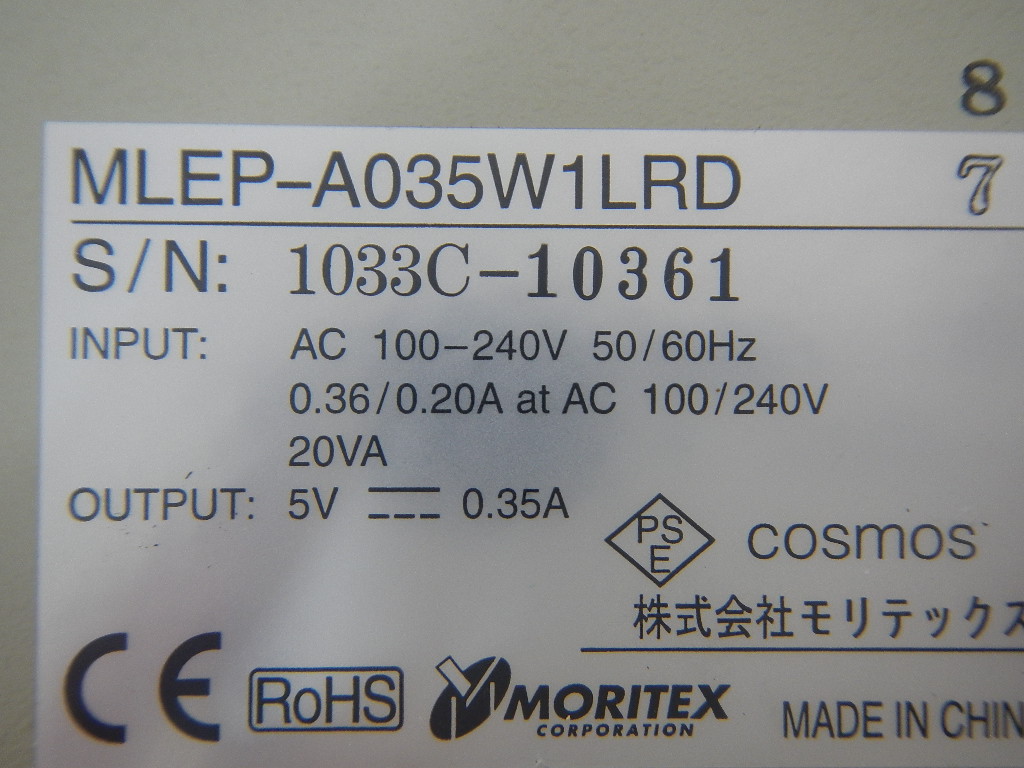 8
MLEP-A035W1LRD 7
S/N: 1033C-10361
INPUT: AC 100-240V 50/60Hz
0.36/0.20A at AC 100/240V
20VA
OUTPUT: 5V 0.35A
PSE cosmos
株式会社モリテックス
CE RoHS MORITEX CORPORATION
MADE IN CHIN